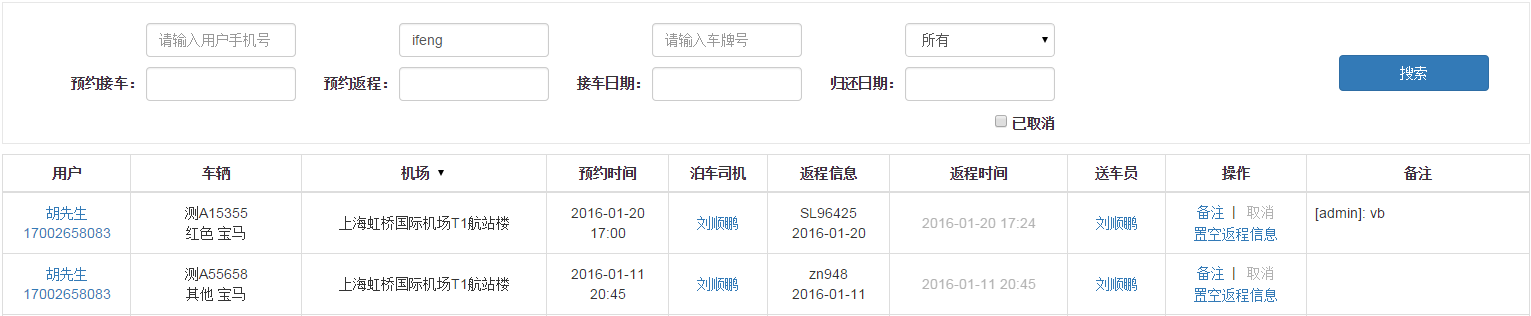 请输入用户手机号 ifeng 请输入车牌号 所有
预约接车： 预约返程： 接车日期： 归还日期： 搜索
已取消
用户 车辆 机场 ▼ 预约时间 泊车司机 返程信息 返程时间 送车员 操作 备注
胡先生 测A15355 上海虹桥国际机场T1航站楼 2016-01-20 刘顺鹏 SL96425 2016-01-20 17:24 刘顺鹏 备注 | 取消 [admin]: vb
17002658083 红色 宝马 17:00 2016-01-20 置空返程信息
胡先生 测A55658 上海虹桥国际机场T1航站楼 2016-01-11 刘顺鹏 zn948 2016-01-11 20:45 刘顺鹏 备注 | 取消
17002658083 其他 宝马 20:45 2016-01-11 置空返程信息